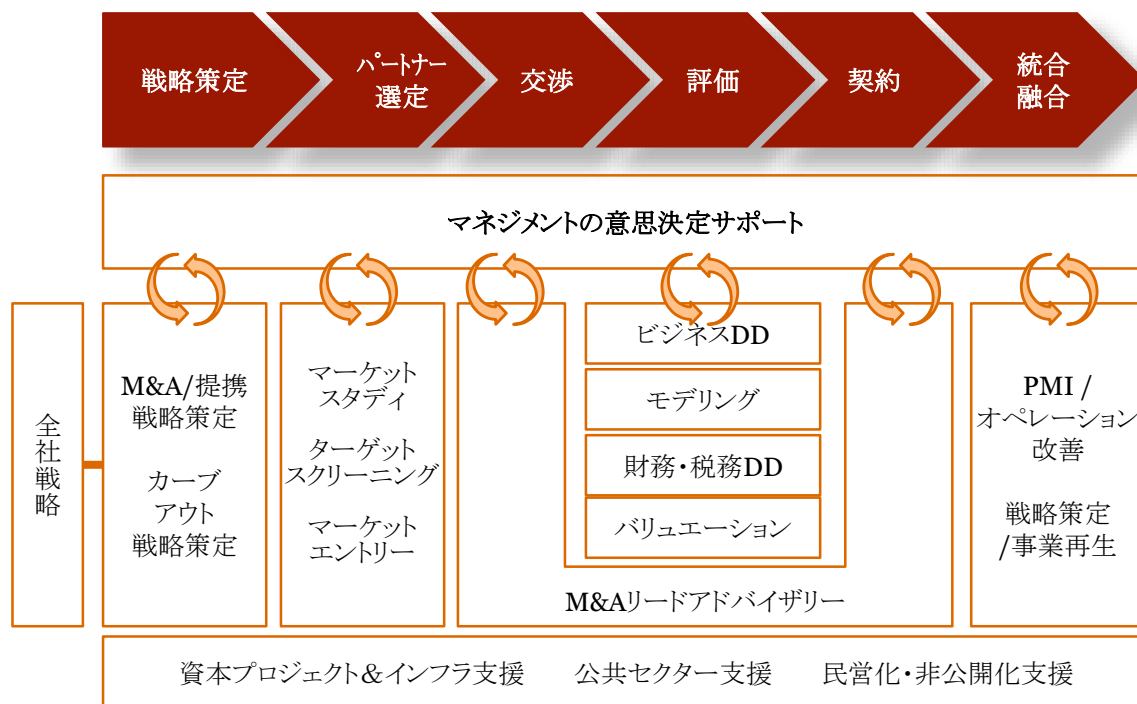 戦略策定
パートナー
選定
交渉
評価
契約
統合
融合
マネジメントの意思決定サポート
全社戦略
M&A/提携
戦略策定
カーブ
アウト
戦略策定
マーケット
スタディ
ターゲット
スクリーニング
マーケット
エントリー
ビジネスDD
モデリング
財務・税務DD
バリュエーション
M&Aリードアドバイザリー
PMI /
オペレーション
改善
戦略策定
/事業再生
資本プロジェクト&インフラ支援　公共セクター支援　民営化・非公開化支援